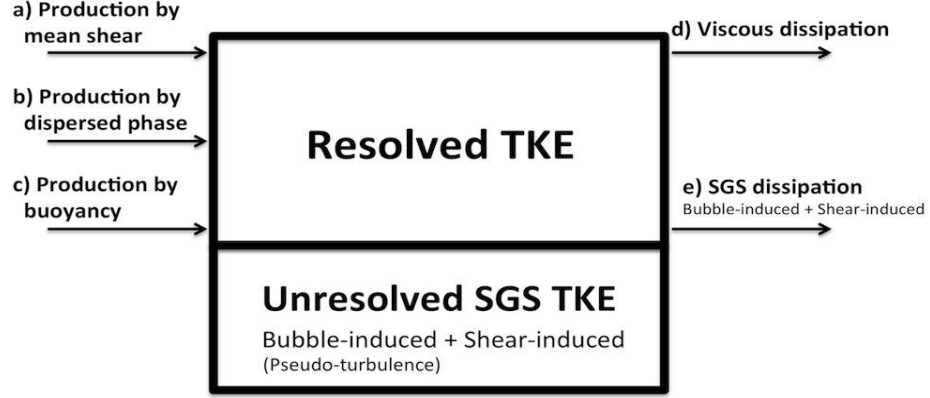 a) Production by
mean shear
b) Production by
dispersed phase
c) Production by
buoyancy
Resolved TKE
d) Viscous dissipation
e) SGS dissipation
Bubble-induced + Shear-induced
Unresolved SGS TKE
Bubble-induced + Shear-induced
(Pseudo-turbulence)